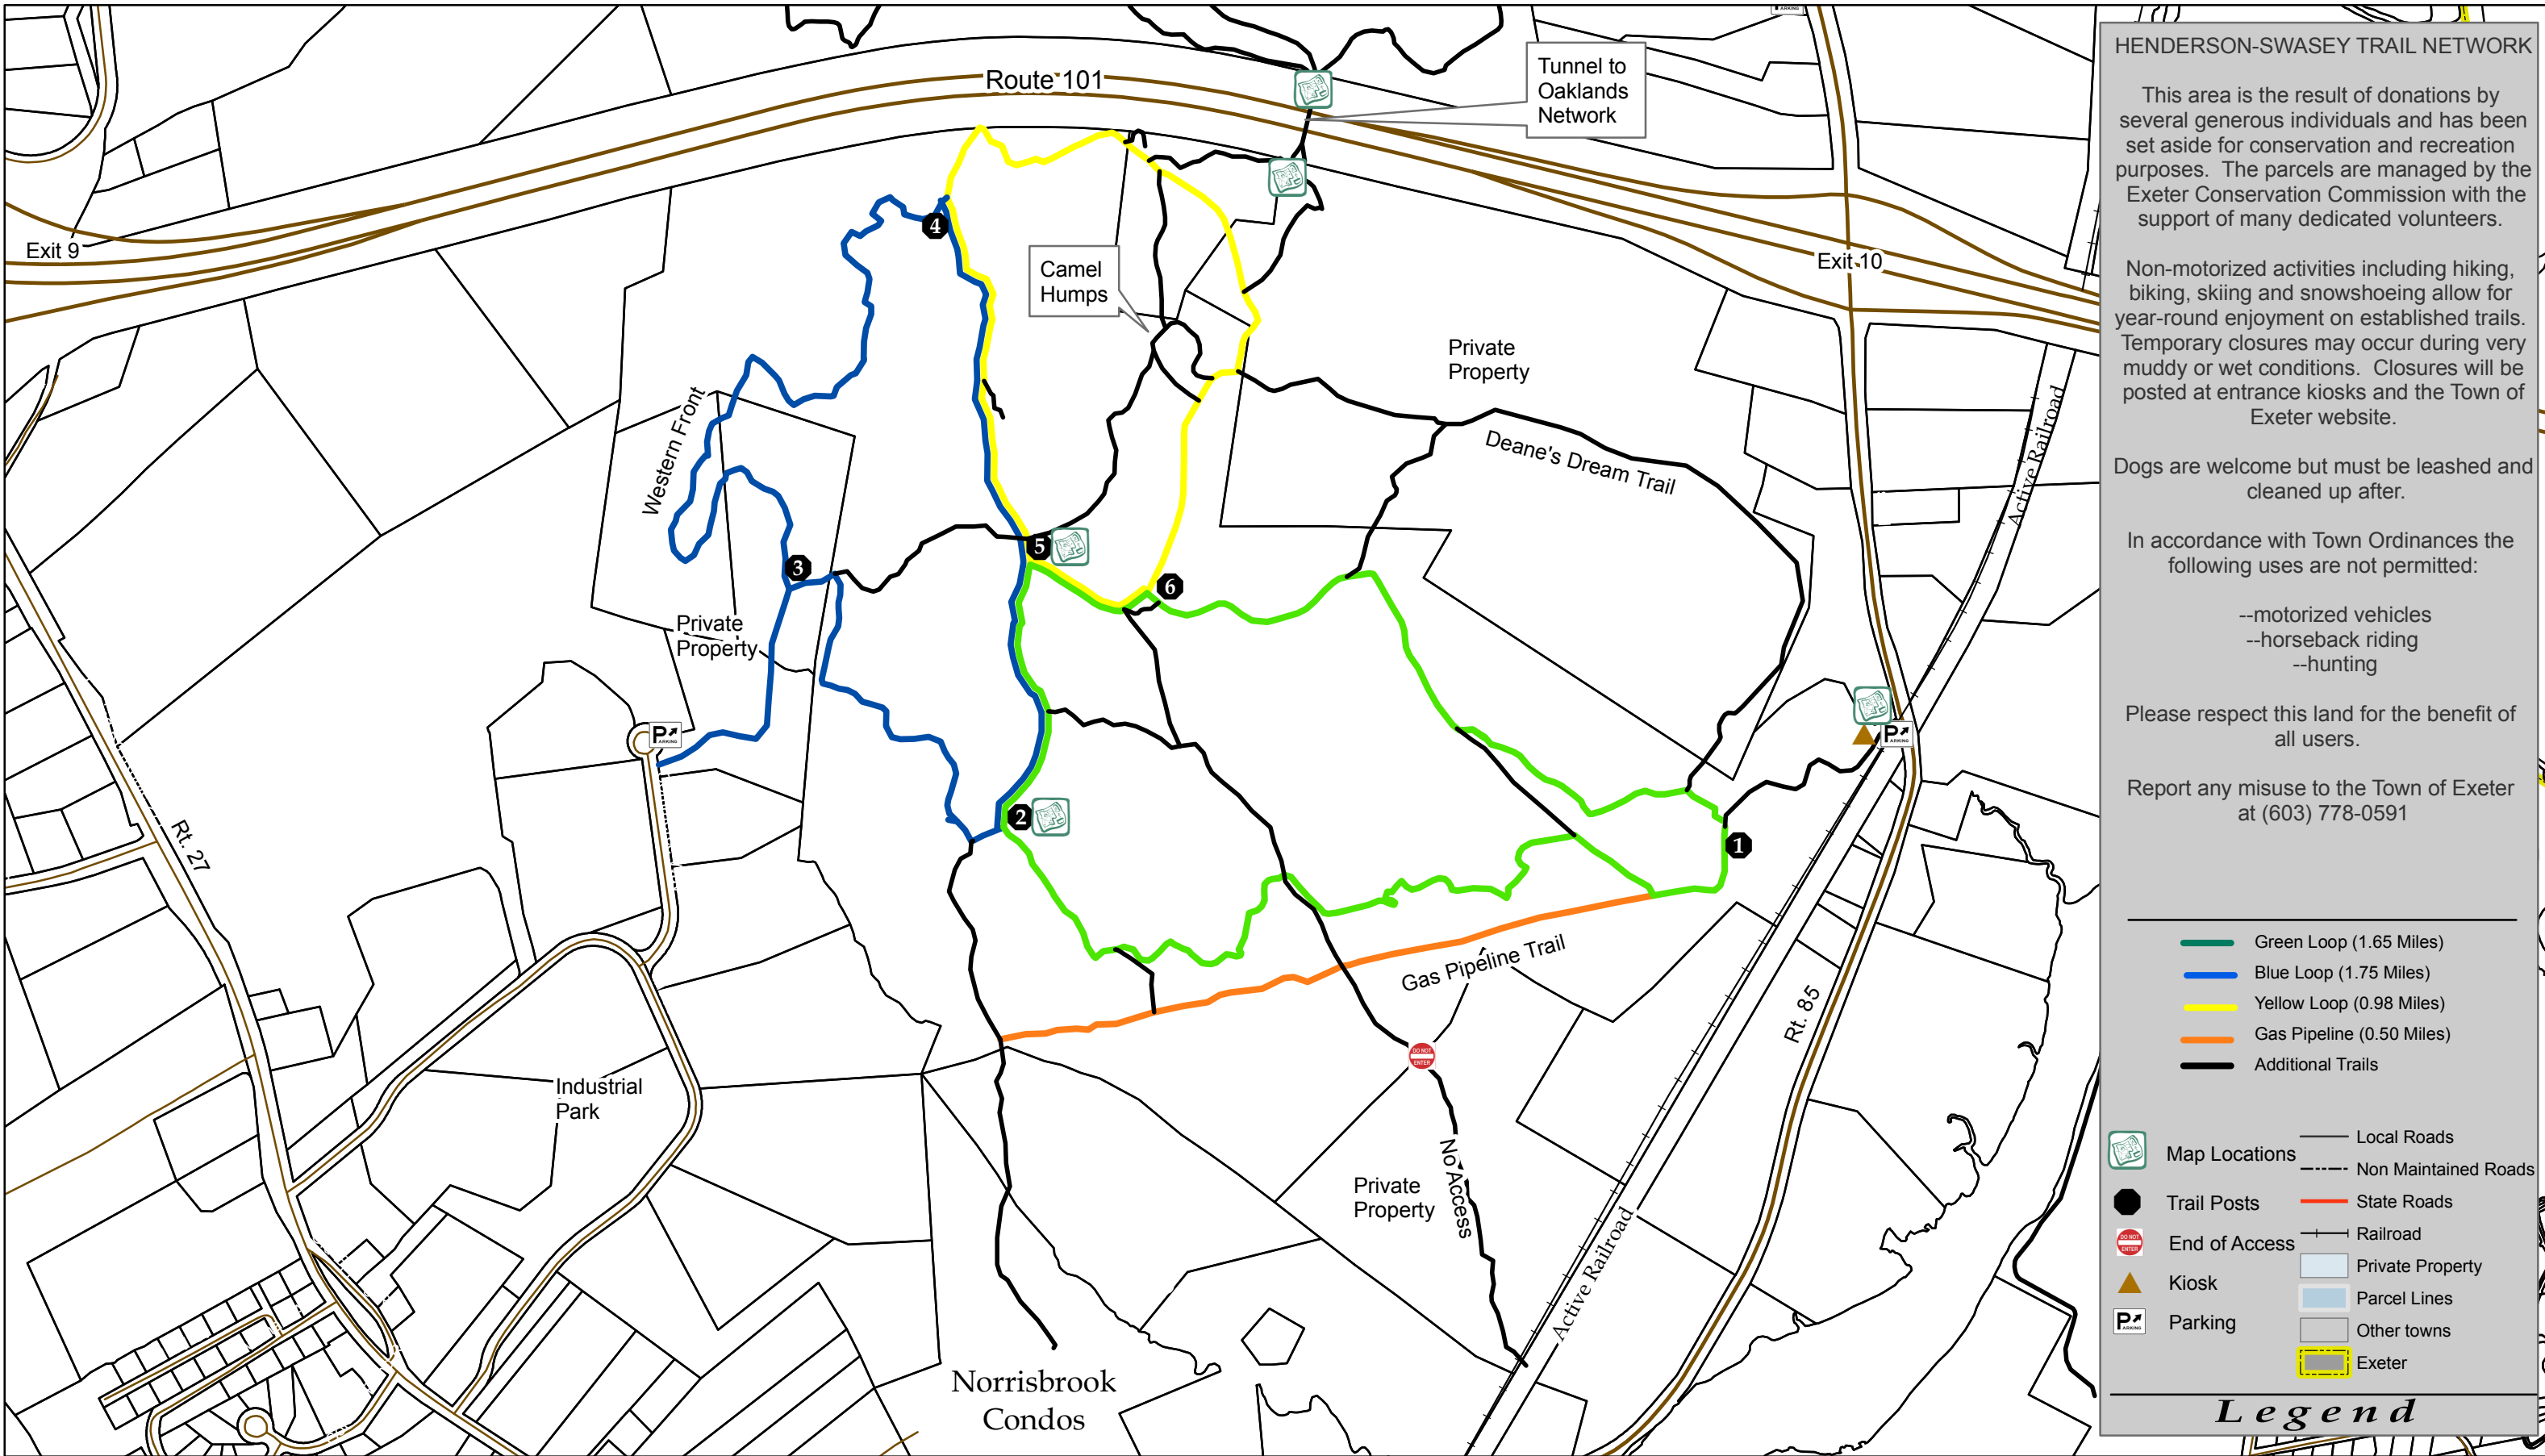 Route 101
Tunnel to
Oaklands
Network
Exit 9
Exit 10
4
Camel
Humps
Private
Property
Western Front
Deane's Dream Trail
Active Railroad
5
3
6
Private
Property
PARKING
PARKING
2
1
Rt. 27
Gas Pipeline Trail
Rt. 85
DO NOT
ENTER
Industrial
Park
No Access
Private
Property
Active Railroad
Norrisbrook
Condos
HENDERSON-SWASEY TRAIL NETWORK
This area is the result of donations by
several generous individuals and has been
set aside for conservation and recreation
purposes. The parcels are managed by the
Exeter Conservation Commission with the
support of many dedicated volunteers.
Non-motorized activities including hiking,
biking, skiing and snowshoeing allow for
year-round enjoyment on established trails.
Temporary closures may occur during very
muddy or wet conditions. Closures will be
posted at entrance kiosks and the Town of
Exeter website.
Dogs are welcome but must be leashed and
cleaned up after.
In accordance with Town Ordinances the
following uses are not permitted:
--motorized vehicles
--horseback riding
--hunting
Please respect this land for the benefit of
all users.
Report any misuse to the Town of Exeter
at (603) 778-0591
Green Loop (1.65 Miles)
Blue Loop (1.75 Miles)
Yellow Loop (0.98 Miles)
Gas Pipeline (0.50 Miles)
Additional Trails
Map Locations
Trail Posts
DO NOT
ENTER
End of Access
Kiosk
PARKING
Parking
Local Roads
Non Maintained Roads
State Roads
Railroad
Private Property
Parcel Lines
Other towns
Exeter
Legend